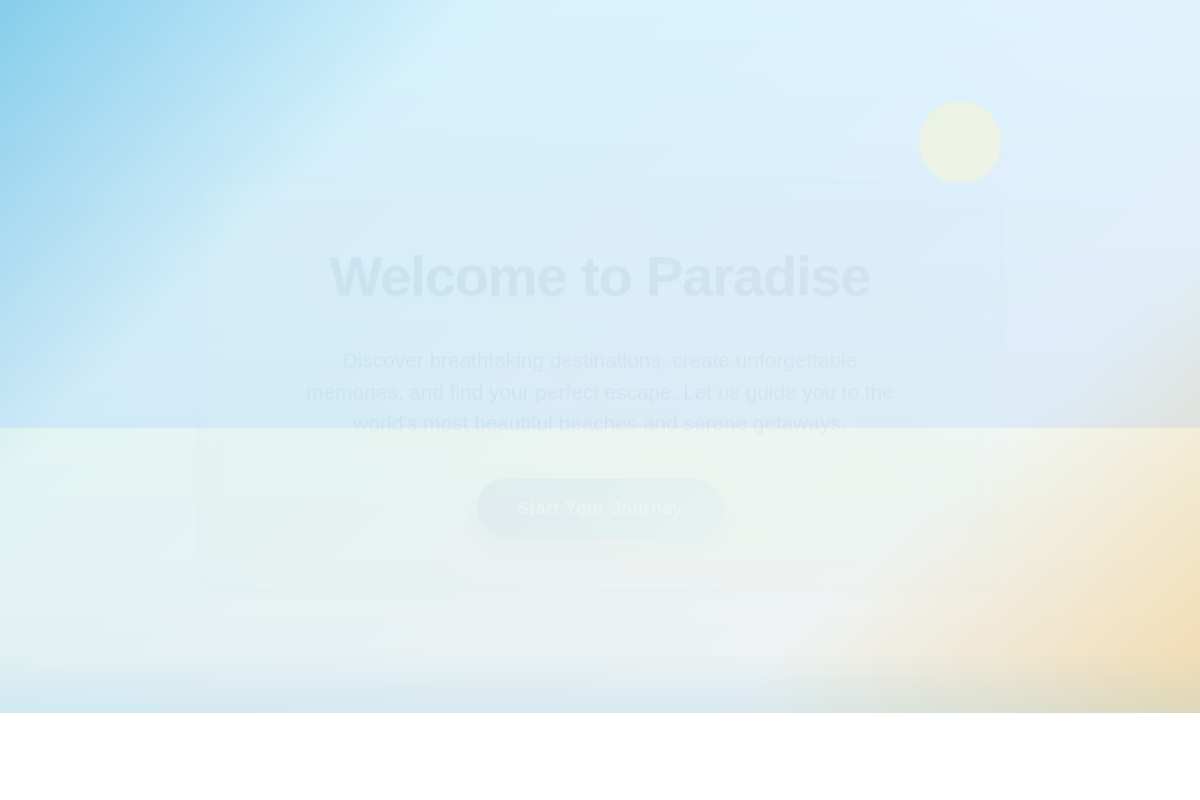 Welcome to Paradise
Discover breathtaking destinations, create unforgettable
memories, and find your perfect escape. Let us guide you to the
world's most beautiful beaches and serene getaways.
Start Your Journey